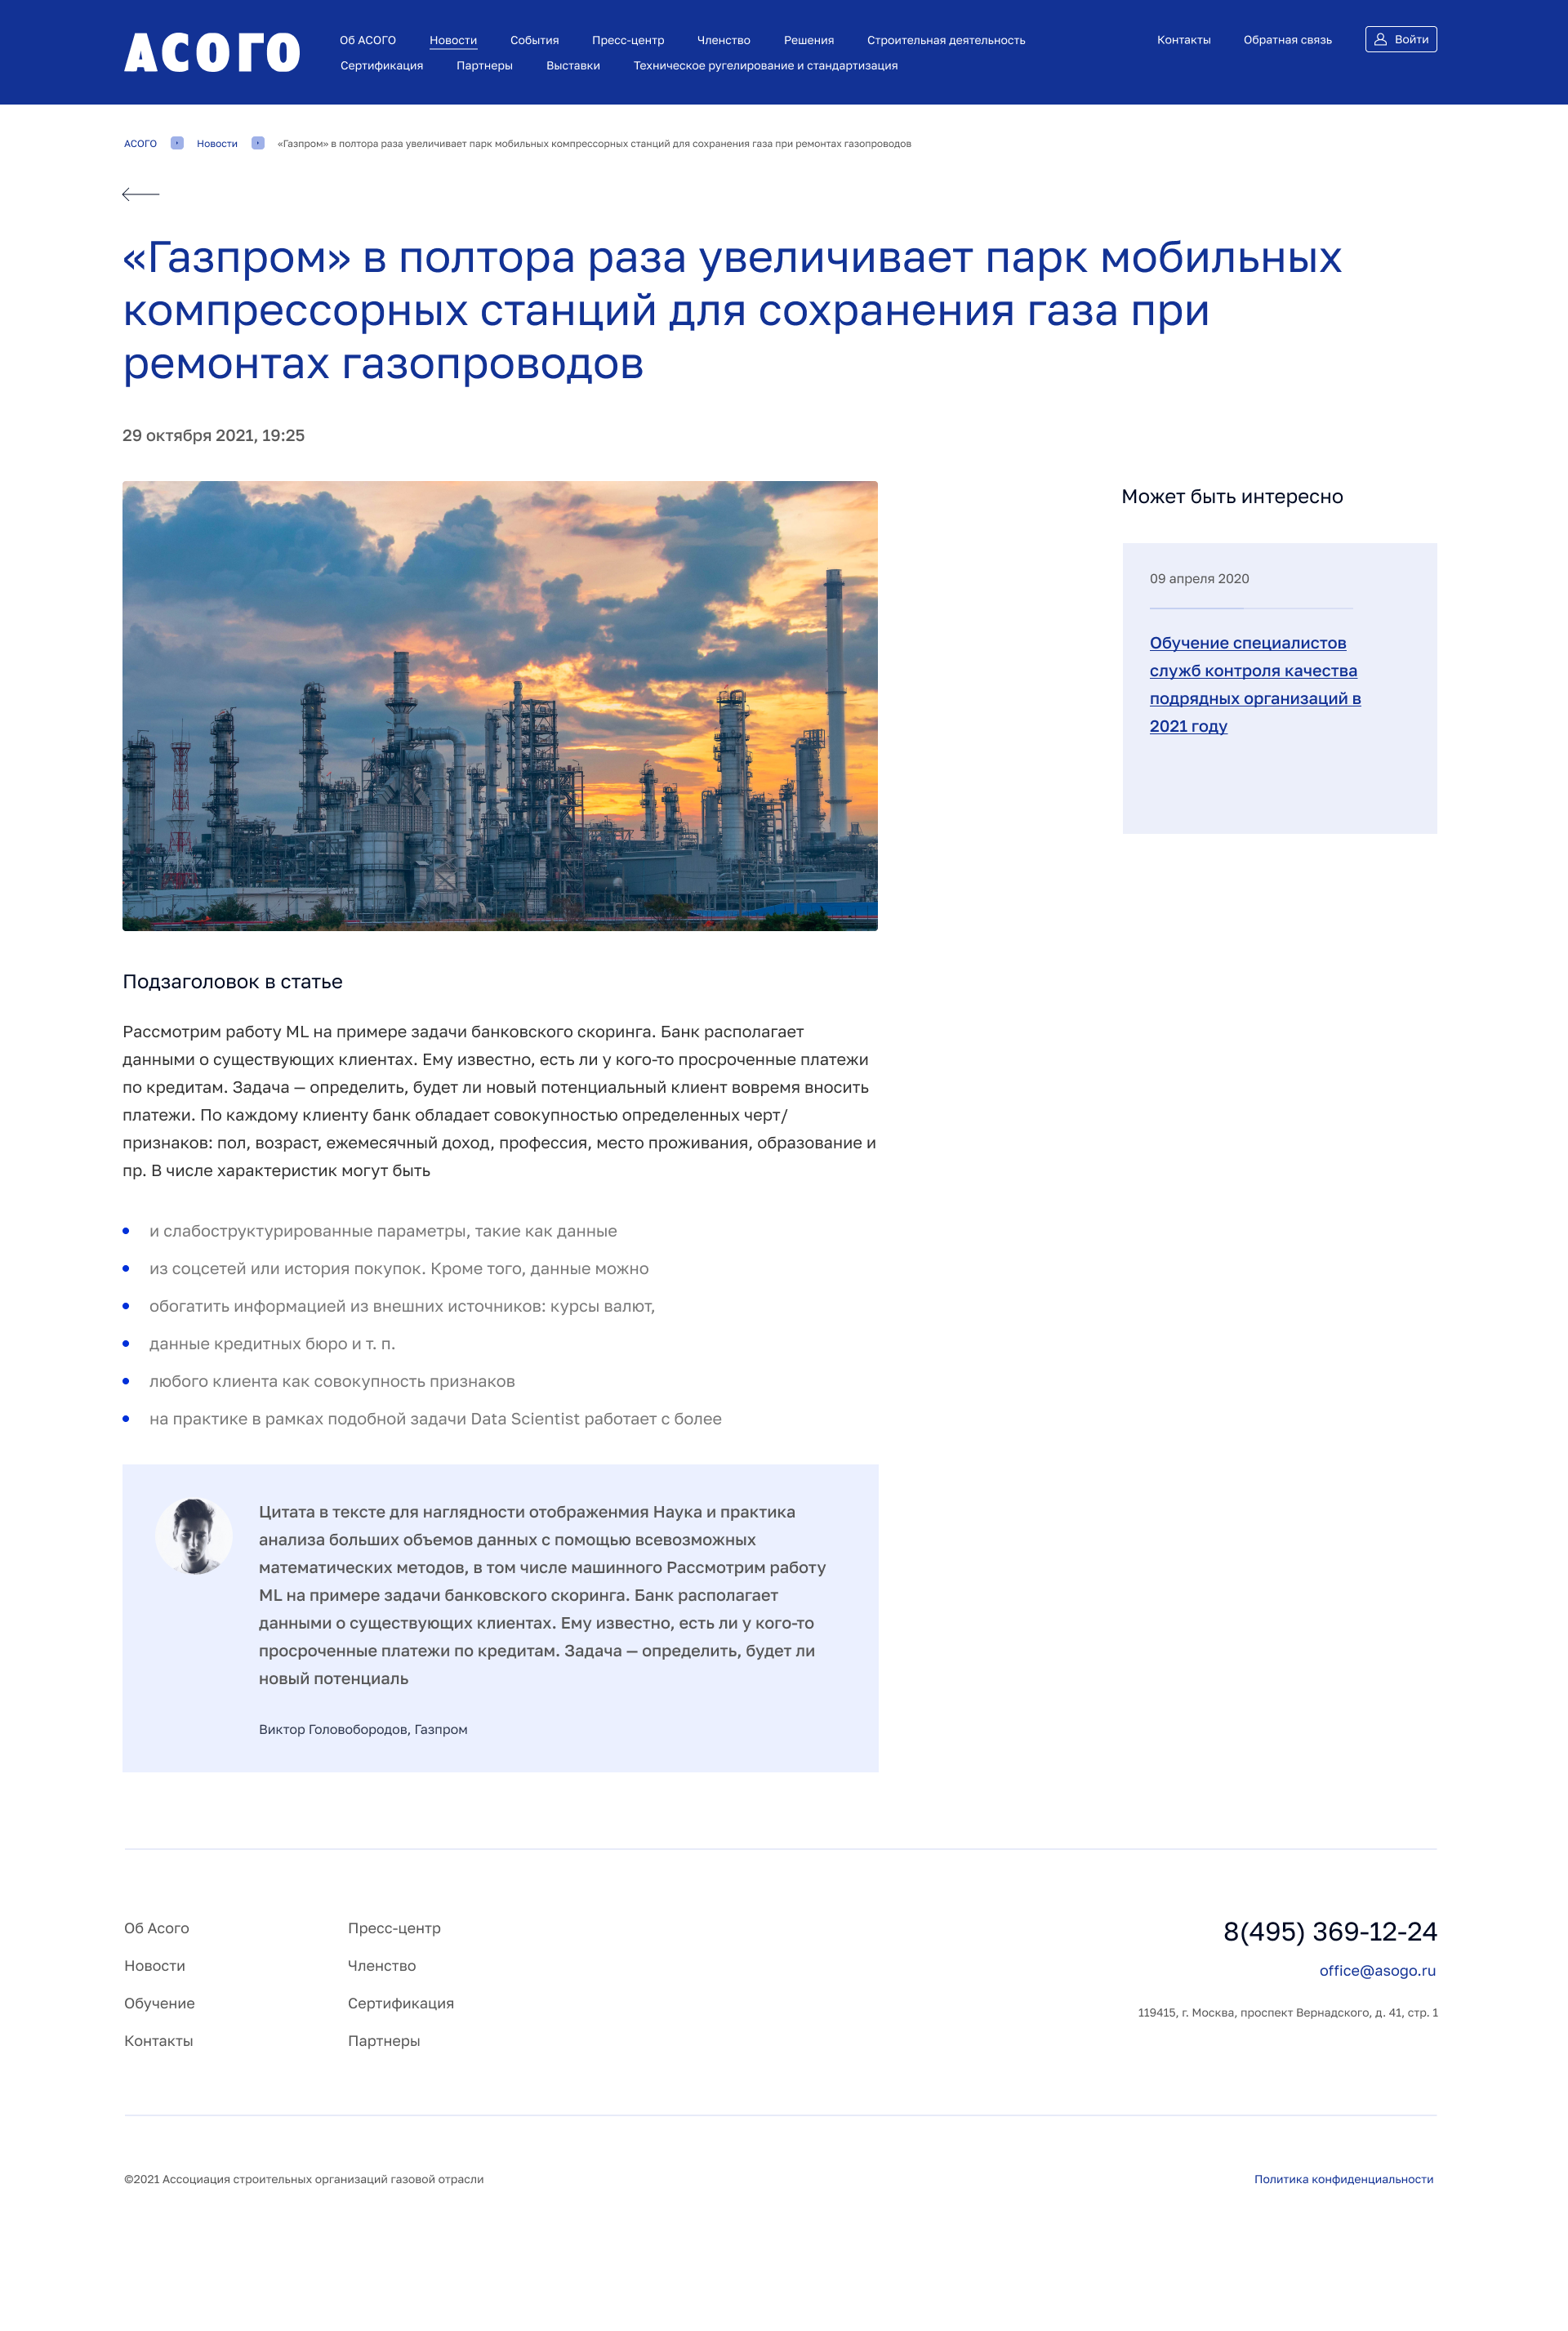 АСОГО
Об АСОГО Новости События Пресс-центр Членство Решения Строительная деятельность Контакты Обратная связь Войти
Сертификация Партнеры Выставки Техническое ругелирование и стандартизация
АСОГО Новости «Газпром» в полтора раза увеличивает парк мобильных компрессорных станций для сохранения газа при ремонтах газопроводов
«Газпром» в полтора раза увеличивает парк мобильных
компрессорных станций для сохранения газа при
ремонтах газопроводов
29 октября 2021, 19:25
Может быть интересно
09 апреля 2020
Обучение специалистов
служб контроля качества
подрядных организаций в
2021 году
Подзаголовок в статье
Рассмотрим работу ML на примере задачи банковского скоринга. Банк располагает
данными о существующих клиентах. Ему известно, есть ли у кого-то просроченные платежи
по кредитам. Задача — определить, будет ли новый потенциальный клиент вовремя вносить
платежи. По каждому клиенту банк обладает совокупностью определенных черт/
признаков: пол, возраст, ежемесячный доход, профессия, место проживания, образование и
пр. В числе характеристик могут быть
и слабоструктурированные параметры, такие как данные
из соцсетей или история покупок. Кроме того, данные можно
обогатить информацией из внешних источников: курсы валют,
данные кредитных бюро и т. п.
любого клиента как совокупность признаков
на практике в рамках подобной задачи Data Scientist работает с более
Цитата в тексте для наглядности отображенмия Наука и практика
анализа больших объемов данных с помощью всевозможных
математических методов, в том числе машинного Рассмотрим работу
ML на примере задачи банковского скоринга. Банк располагает
данными о существующих клиентах. Ему известно, есть ли у кого-то
просроченные платежи по кредитам. Задача — определить, будет ли
новый потенциаль
Виктор Головобородов, Газпром
Об Асого Пресс-центр 8(495) 369-12-24
Новости Членство office@asogo.ru
Обучение Сертификация 119415, г. Москва, проспект Вернадского, д. 41, стр. 1
Контакты Партнеры
©2021 Ассоциация строительных организаций газовой отрасли Политика конфиденциальности